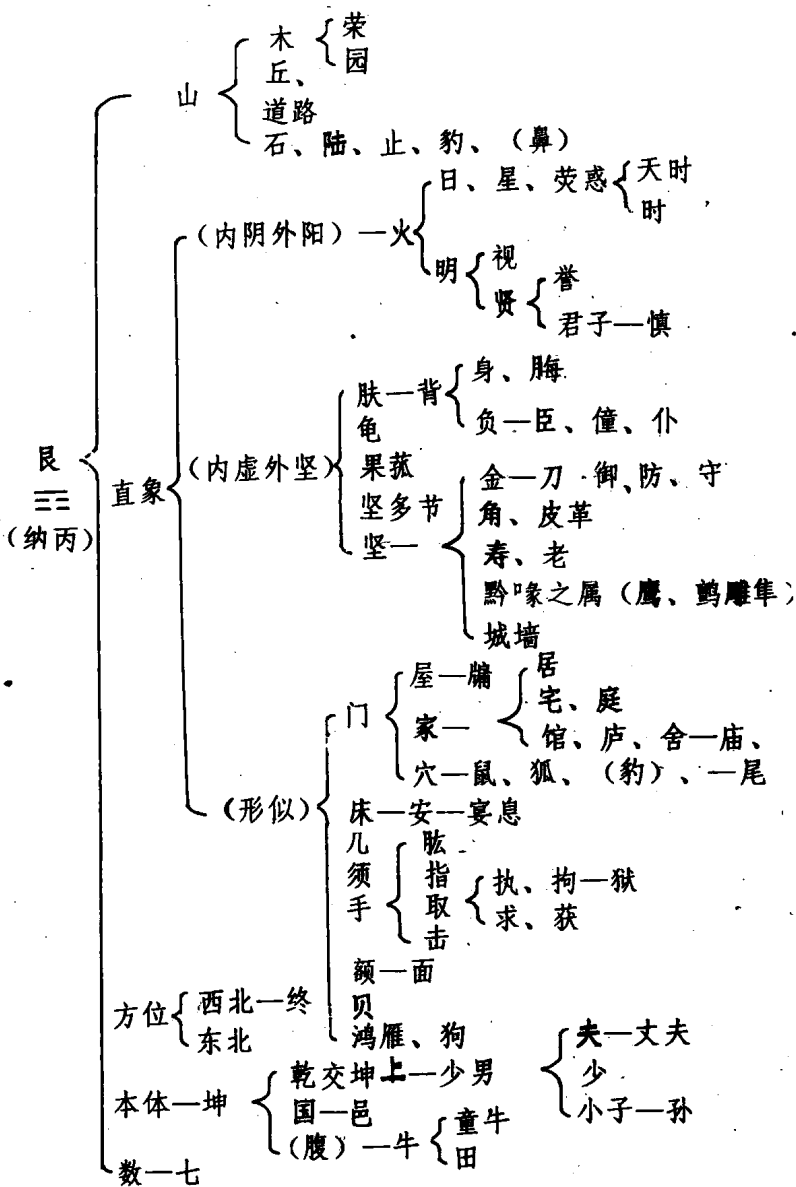 艮
☶
(纳丙)
山
木
荣
园
丘、
道路
石、陆、止、豹、(鼻)
直象
(内阴外阳)—火
日、星、荧惑
天时
时
明
视
贤
誉
君子—慎
(内虚外坚)
肤—背
身、脢
负—臣、僮、仆
龟
果蓏
坚多节
坚—
金—刀·御、防、守
角、皮革
寿、老
黔喙之属(鹰、鹯雕隼)
城墙
(形似)
门
屋—牖
家—
居
宅、庭
馆、庐、舍—庙、
穴—鼠、狐、(豹)、—尾
床—安—宴息
几
须
手
肱
指
取
击
执、拘—狱
求、获
额—面
贝
鸿雁、狗
方位
西北—终
东北
本体—坤
乾交坤上—少男
夫—丈夫
少
小子—孙
国—邑
(腹)—牛
童牛
田
数—七